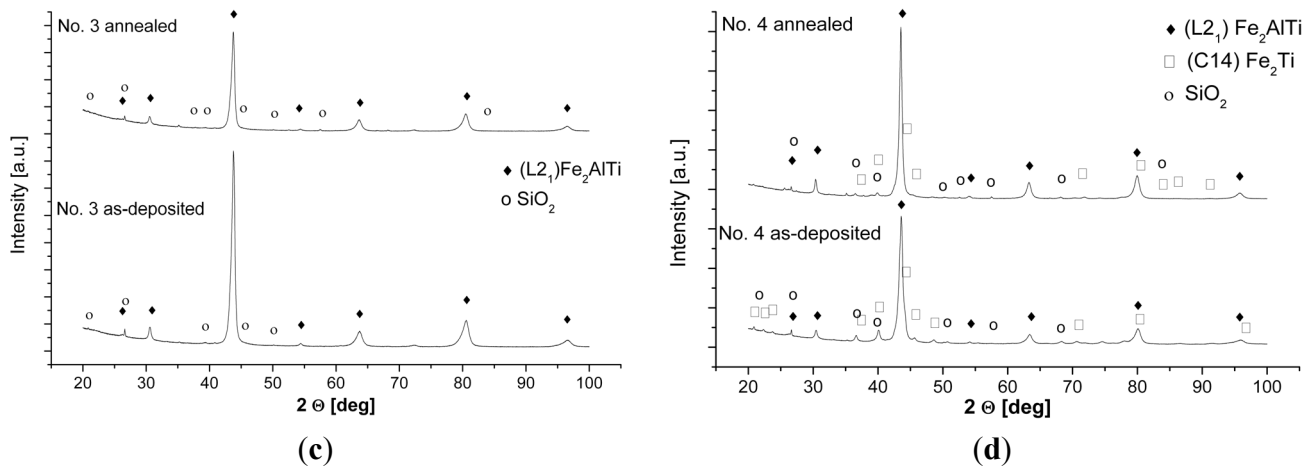 No. 3 annealed
Intensity [a.u.]
♦ (L2₁)Fe₂AlTi
o SiO₂
No. 3 as-deposited
20 30 40 50 60 70 80 90 100
2 Θ [deg]
(c)
No. 4 annealed
♦ (L2₁) Fe₂AlTi
□ (C14) Fe₂Ti
o SiO₂
Intensity [a.u.]
No. 4 as-deposited
20 30 40 50 60 70 80 90 100
2 Θ [deg]
(d)